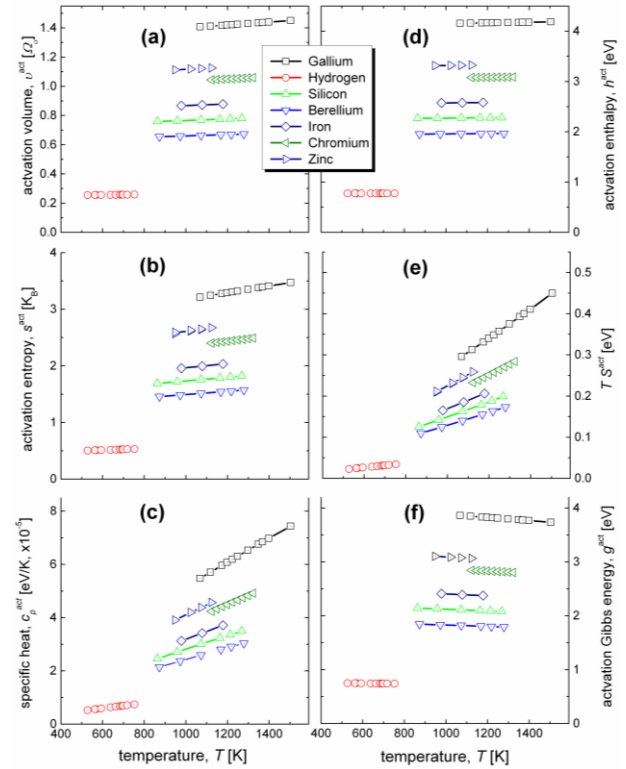 actvation volume, υ^act [Ω_o]
1.6
1.4
1.2
1.0
0.8
0.6
0.4
0.2
0.0
(a)
Gallium
Hydrogen
Silicon
Berellium
Iron
Chromium
Zinc
(d)
4
3
2
1
0
actvation enthalpy, h^act [eV]
activation entropy, s^act [K_B]
4
3
2
1
0
(b)
(e)
0.5
0.4
0.3
0.2
0.1
0.0
T S^act [eV]
specific heat, c_p^act [eV/K, x10^-5]
8
6
4
2
0
(c)
(f)
4
3
2
1
0
actvation Gibbs energy, g^act [eV]
400 600 800 1000 1200 1400
400 600 800 1000 1200 1400
temperature, T [K]
temperature, T [K]